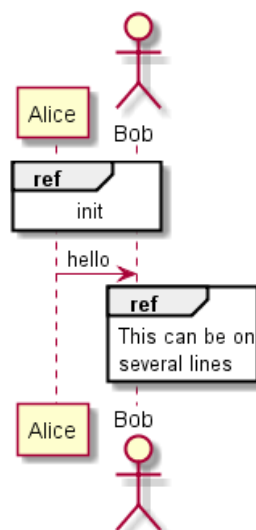 Alice
Bob
ref
init
hello
ref
This can be on
several lines
Alice
Bob